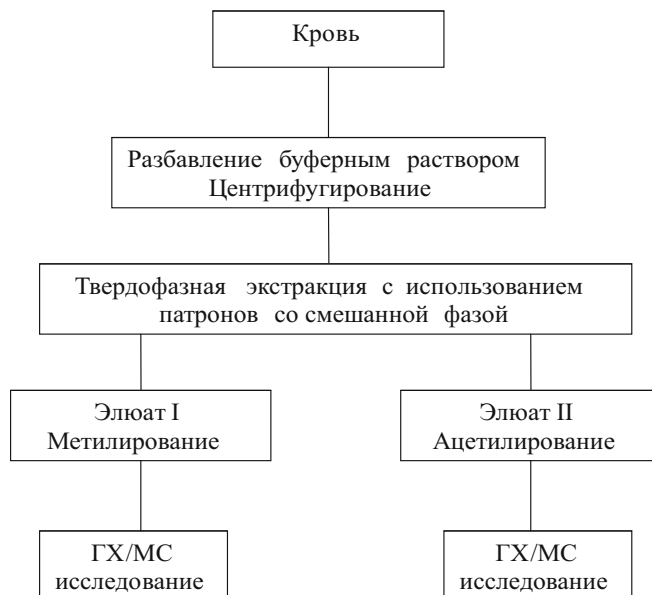 Кровь
Разбавление буферным раствором
Центрифугирование
Твердофазная экстракция с использованием
патронов со смешанной фазой
Элюат I
Метилирование
Элюат II
Ацетилирование
ГХ/МС
исследование
ГХ/МС
исследование